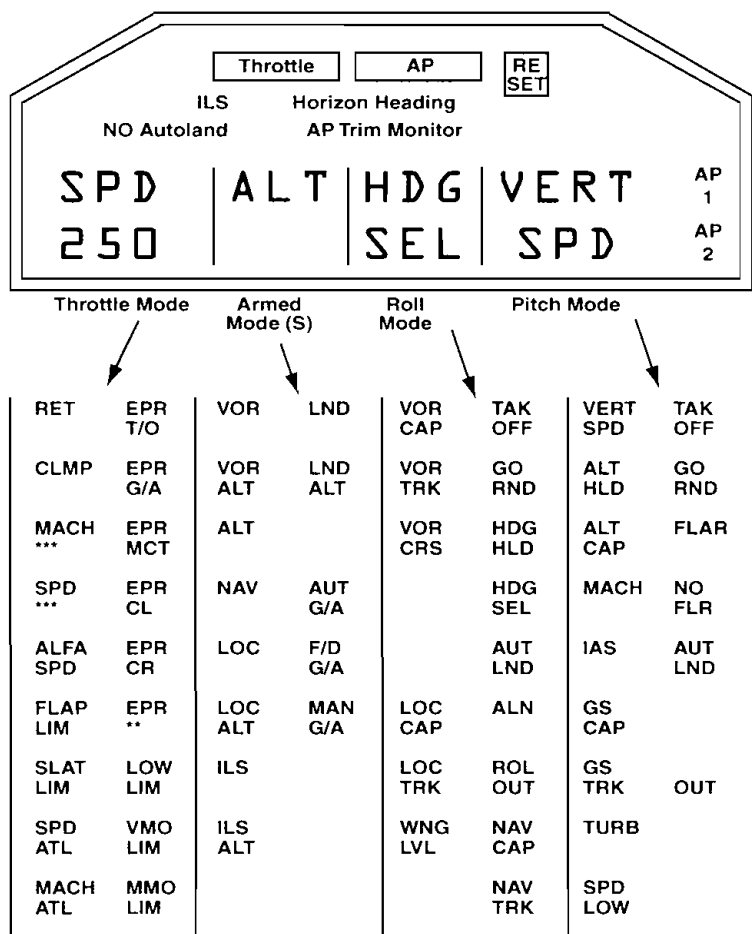 Throttle AP RE
SET
ILS Horizon Heading
NO Autoland AP Trim Monitor
SPD ALT HDG VERT AP
1
250 SEL SPD AP
2
Throttle Mode Armed Roll Pitch Mode
Mode (S) Mode
RET EPR VOR LND VOR TAK VERT TAK
T/O CAP OFF SPD OFF
CLMP EPR VOR LND VOR GO ALT GO
G/A ALT ALT TRK RND HLD RND
MACH EPR ALT VOR HDG ALT FLAR
*** MCT CRS HLD CAP
SPD EPR NAV AUT HDG MACH NO
*** CL G/A SEL FLR
ALFA EPR LOC F/D AUT IAS AUT
SPD CR G/A LND LND
FLAP EPR LOC MAN LOC ALN GS
LIM ** ALT G/A CAP CAP
SLAT LOW ILS LOC ROL GS
LIM LIM TRK OUT TRK OUT
SPD VMO ILS WNG NAV TURB
ATL LIM ALT LVL CAP
MACH MMO NAV SPD
ATL LIM TRK LOW